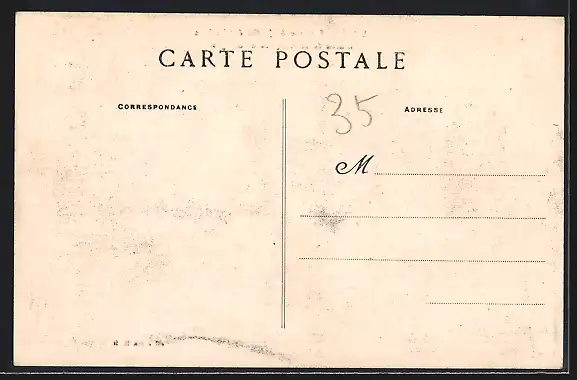 CARTE POSTALE
CORRESPONDANCE
35
ADRESSE
M